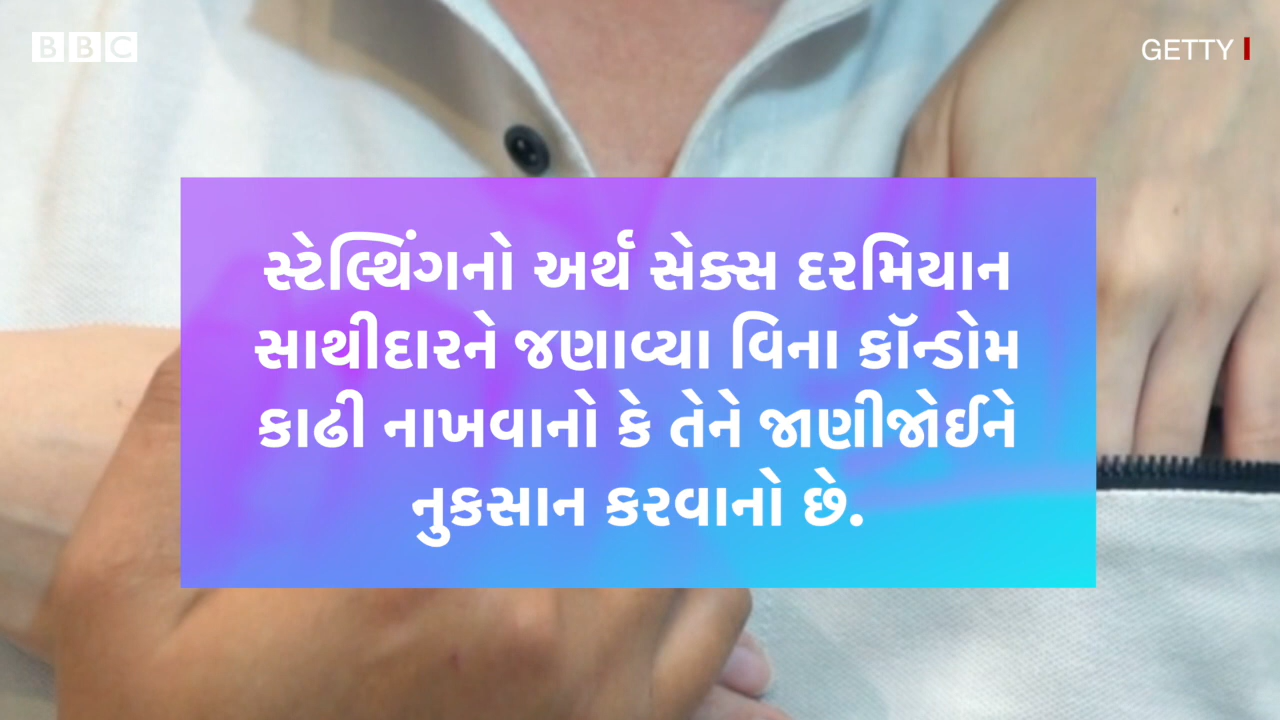 BBC
GETTY
સ્ટેલ્થિંગનો અર્થં સેક્સ દરમિયાન
સાથીદારને જણાવ્યા વિના કૉન્ડોમ
કાઢી નાખવાનો કે તેને જાણીજોઈને
નુકસાન કરવાનો છે.